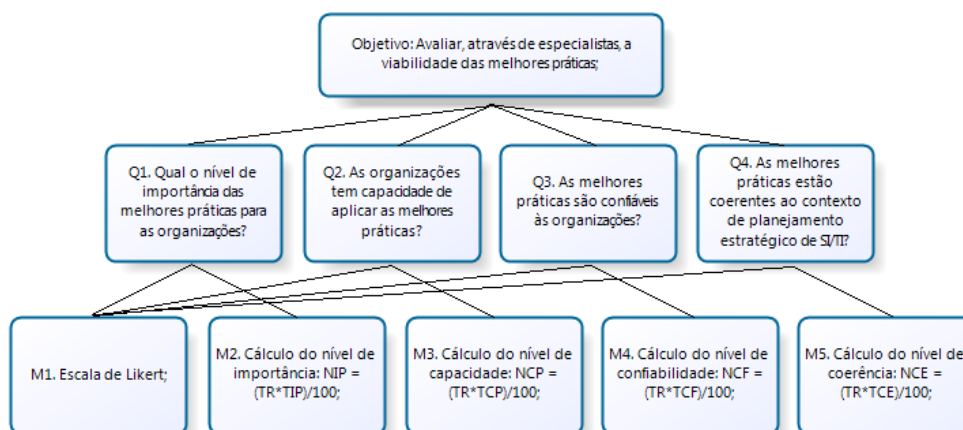 Objetivo: Avaliar, através de especialistas, a
viabilidade das melhores práticas;
Q1. Qual o nível de
importância das
melhores práticas para
as organizações?
Q2. As organizações
tem capacidade de
aplicar as melhores
práticas?
Q3. As melhores
práticas são confiáveis
às organizações?
Q4. As melhores
práticas estão
coerentes ao contexto
de planejamento
estratégico de SI/TI?
M1. Escala de Likert;
M2. Cálculo do nível de
importância: NIP =
(TR*TIP)/100;
M3. Cálculo do nível de
capacidade: NCP =
(TR*TCP)/100;
M4. Cálculo do nível de
confiabilidade: NCF =
(TR*TCF)/100;
M5. Cálculo do nível de
coerência: NCE =
(TR*TCE)/100;